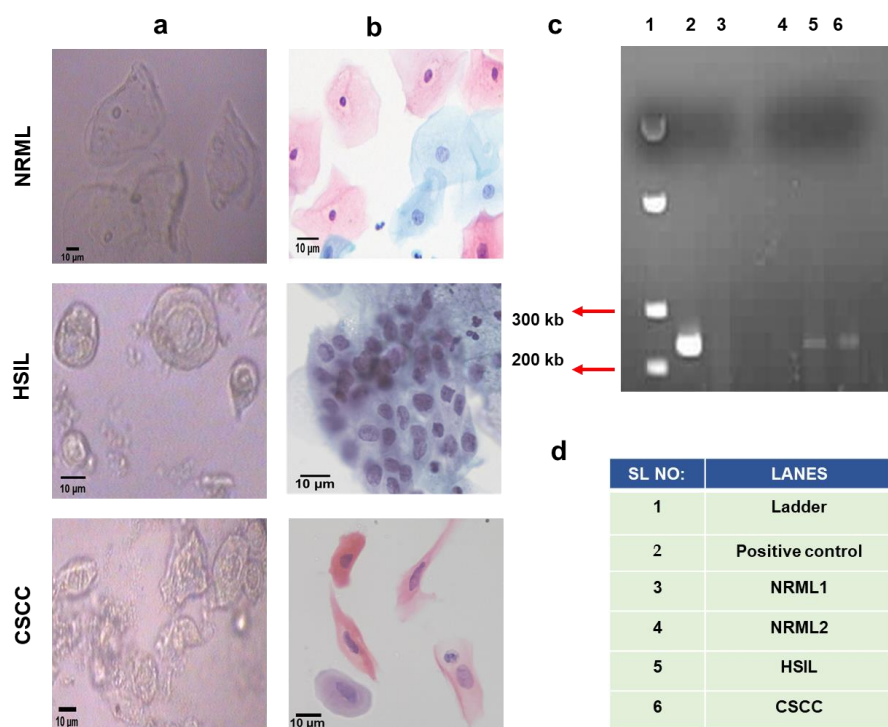 a
b
c
1 2 3 4 5 6
NRML
10 µm
10 µm
HSIL
10 µm
10 µm
300 kb
200 kb
CSCC
10 µm
10 µm
d
SL NO: LANES
1 Ladder
2 Positive control
3 NRML1
4 NRML2
5 HSIL
6 CSCC